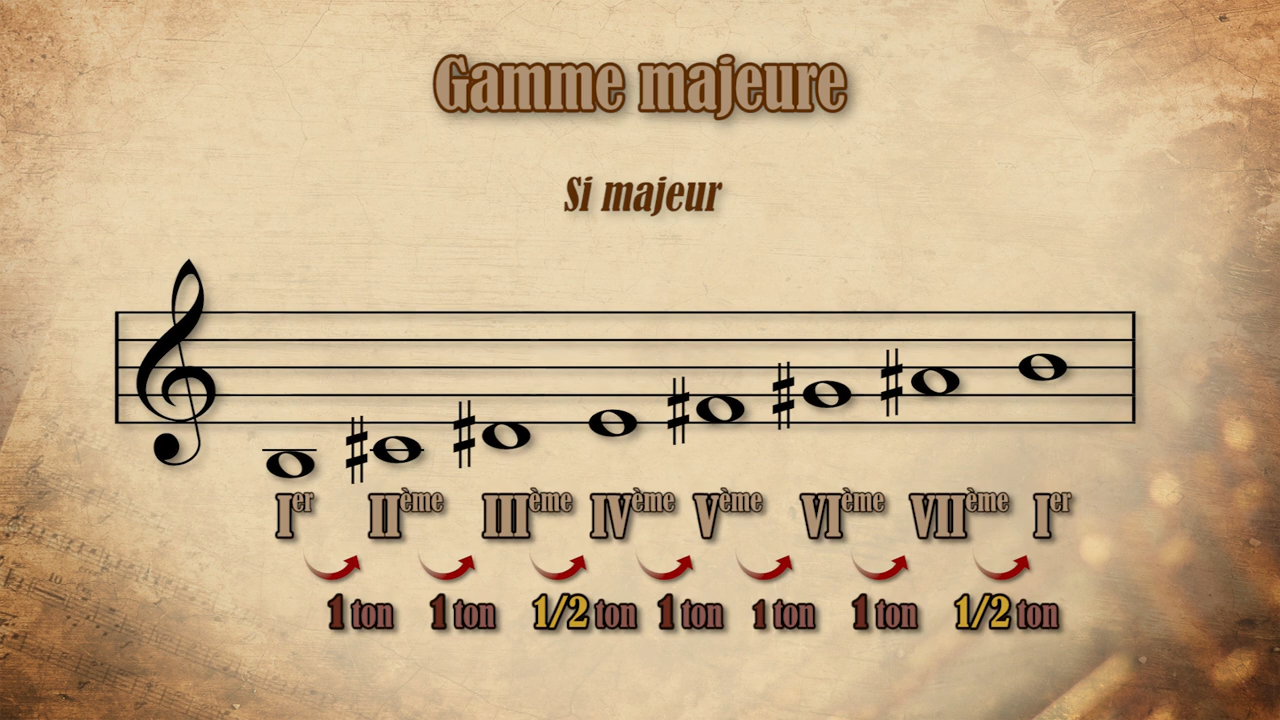 Gamme majeure
Si majeur
Ier IIème IIIème IVème Vème VIème VIIème Ier
1 ton 1 ton 1/2 ton 1 ton 1 ton 1 ton 1/2 ton